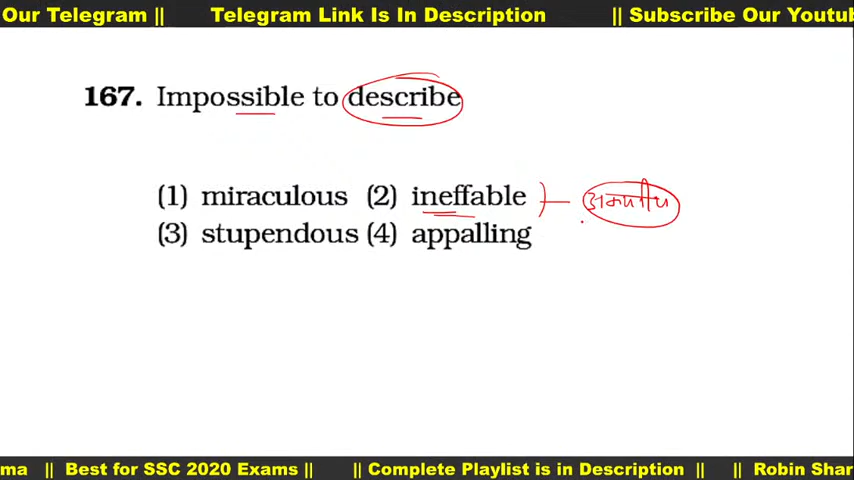 Our Telegram || Telegram Link Is In Description || Subscribe Our Youtub
167. Impossible to describe
(1) miraculous (2) ineffable
(3) stupendous (4) appalling
ma || Best for SSC 2020 Exams || || Complete Playlist is in Description || || Robin Shar